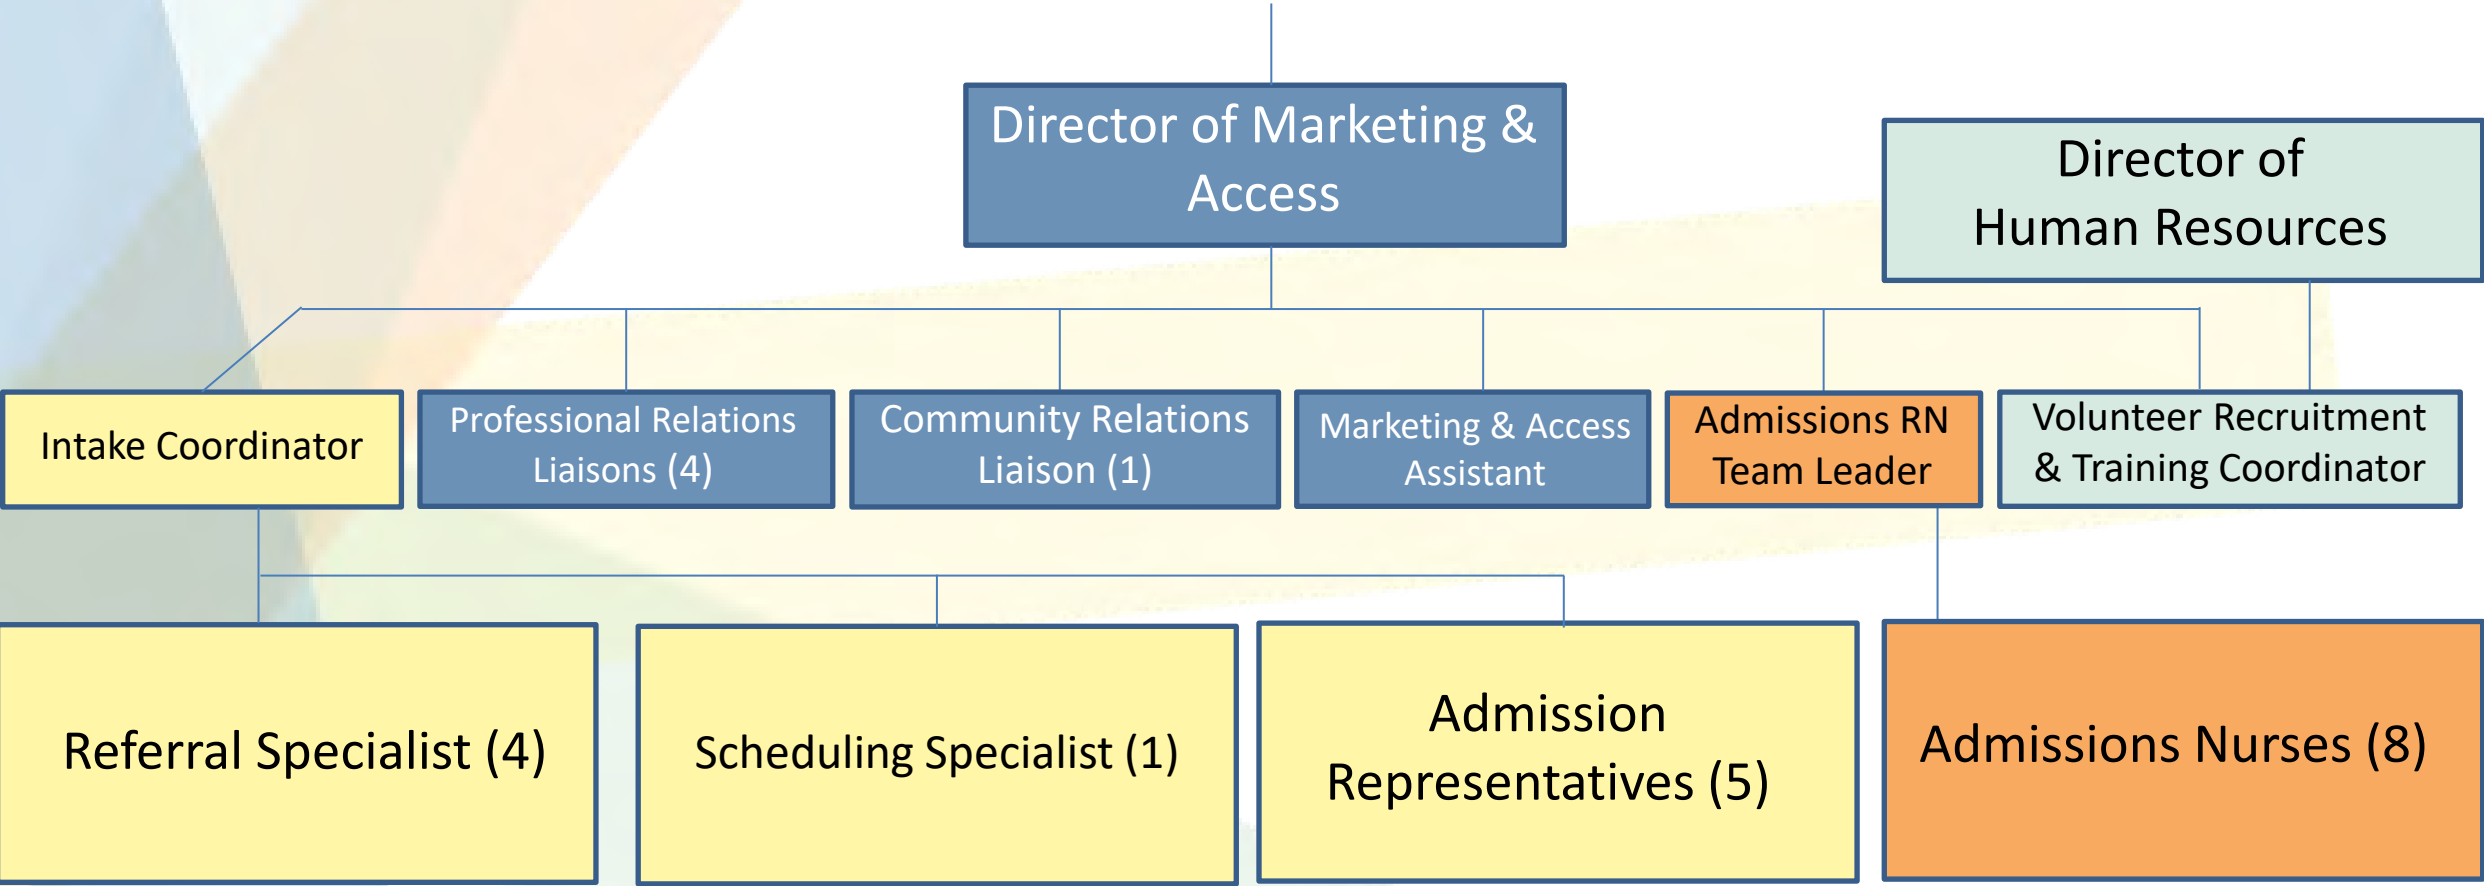 Director of Marketing &
Access
Director of
Human Resources
Intake Coordinator
Professional Relations
Liaisons (4)
Community Relations
Liaison (1)
Marketing & Access
Assistant
Admissions RN
Team Leader
Volunteer Recruitment
& Training Coordinator
Referral Specialist (4)
Scheduling Specialist (1)
Admission
Representatives (5)
Admissions Nurses (8)